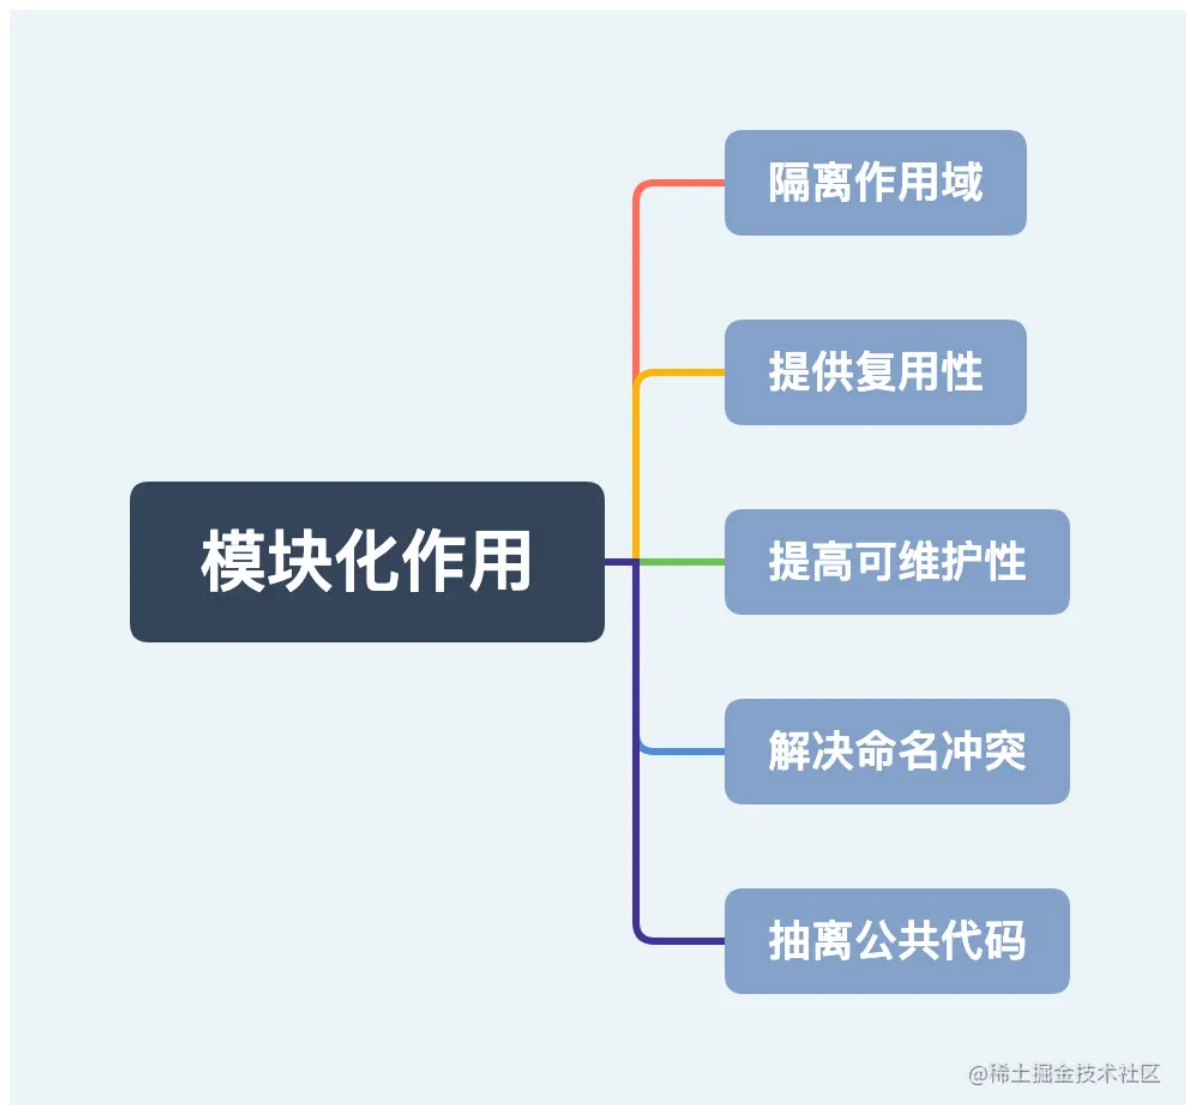 隔离作用域
提供复用性
模块化作用
提高可维护性
解决命名冲突
抽离公共代码
@稀土掘金技术社区